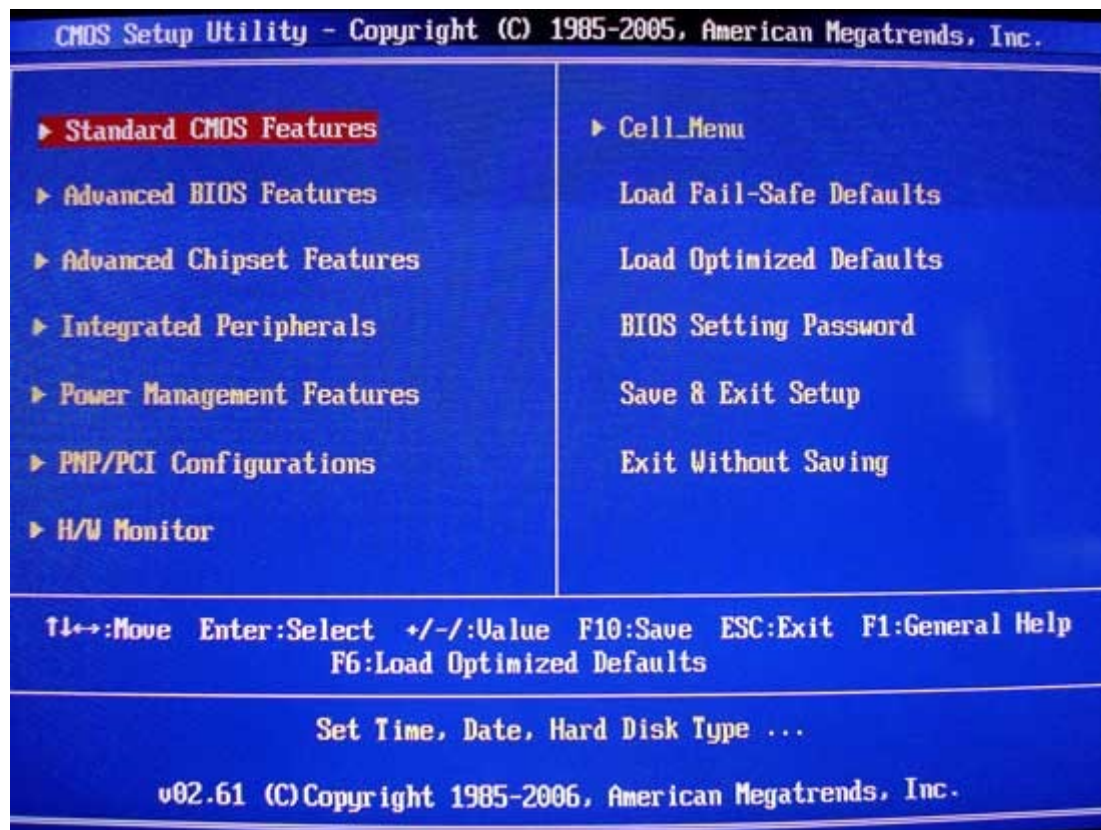 CMOS Setup Utility - Copyright (C) 1985-2005, American Megatrends, Inc.
▶ Standard CMOS Features
▶ Advanced BIOS Features
▶ Advanced Chipset Features
▶ Integrated Peripherals
▶ Power Management Features
▶ PNP/PCI Configurations
▶ H/W Monitor
▶ Cell_Menu
Load Fail-Safe Defaults
Load Optimized Defaults
BIOS Setting Password
Save & Exit Setup
Exit Without Saving
↑↓↔:Move Enter:Select +/-/:Value F10:Save ESC:Exit F1:General Help
F6:Load Optimized Defaults
Set Time, Date, Hard Disk Type ...
v02.61 (C)Copyright 1985-2006, American Megatrends, Inc.